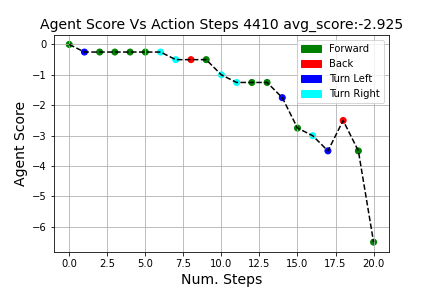 Agent Score Vs Action Steps 4410 avg_score:-2.925
Forward
Back
Turn Left
Turn Right
Agent Score
0
−1
−2
−3
−4
−5
−6
0.0 2.5 5.0 7.5 10.0 12.5 15.0 17.5 20.0
Num. Steps